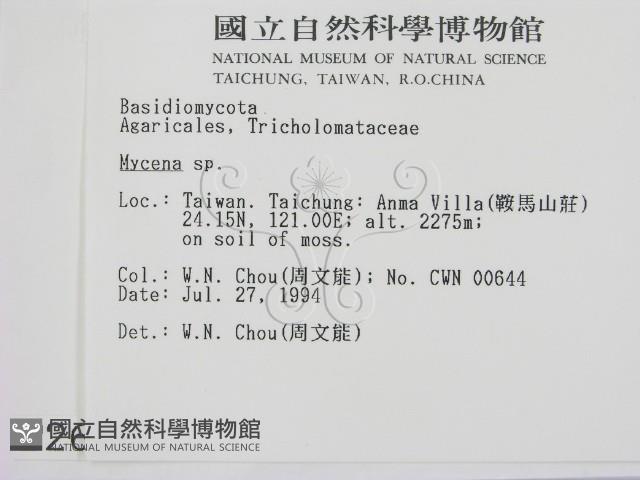 國立自然科學博物館
NATIONAL MUSEUM OF NATURAL SCIENCE
TAICHUNG, TAIWAN, R.O.CHINA
Basidiomycota
Agaricales, Tricholomataceae
Mycena sp.
Loc.: Taiwan. Taichung: Anma Villa(鞍馬山莊)
24.15N, 121.00E; alt. 2275m;
on soil of moss.
Col.: W.N. Chou(周文能); No. CWN 00644
Date: Jul. 27, 1994
Det.: W.N. Chou(周文能)
國立自然科學博物館
NATIONAL MUSEUM OF NATURAL SCIENCE